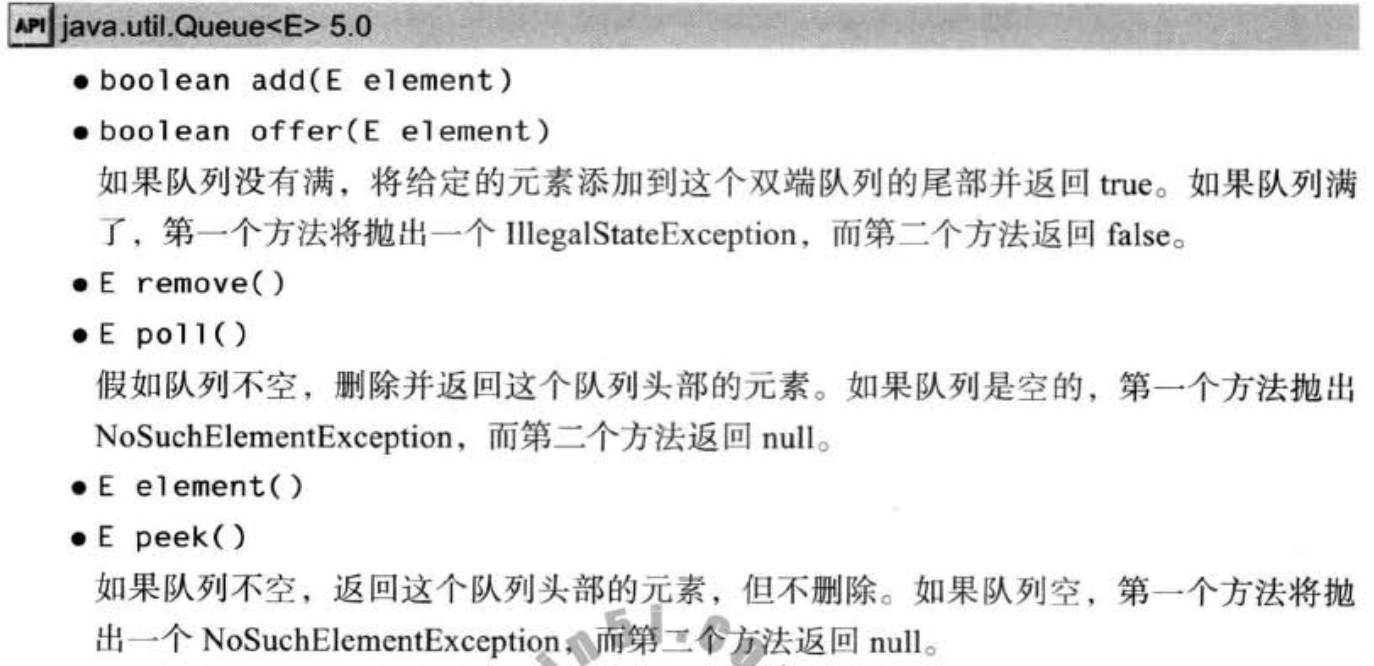 API java.util.Queue<E> 5.0
● boolean add(E element)
● boolean offer(E element)
如果队列没有满，将给定的元素添加到这个双端队列的尾部并返回 true。如果队列满
了，第一个方法将抛出一个 IllegalStateException，而第二个方法返回 false。
● E remove()
● E poll()
假如队列不空，删除并返回这个队列头部的元素。如果队列是空的，第一个方法抛出
NoSuchElementException，而第二个方法返回 null。
● E element()
● E peek()
如果队列不空，返回这个队列头部的元素，但不删除。如果队列空，第一个方法将抛
出一个 NoSuchElementException，而第二个方法返回 null。